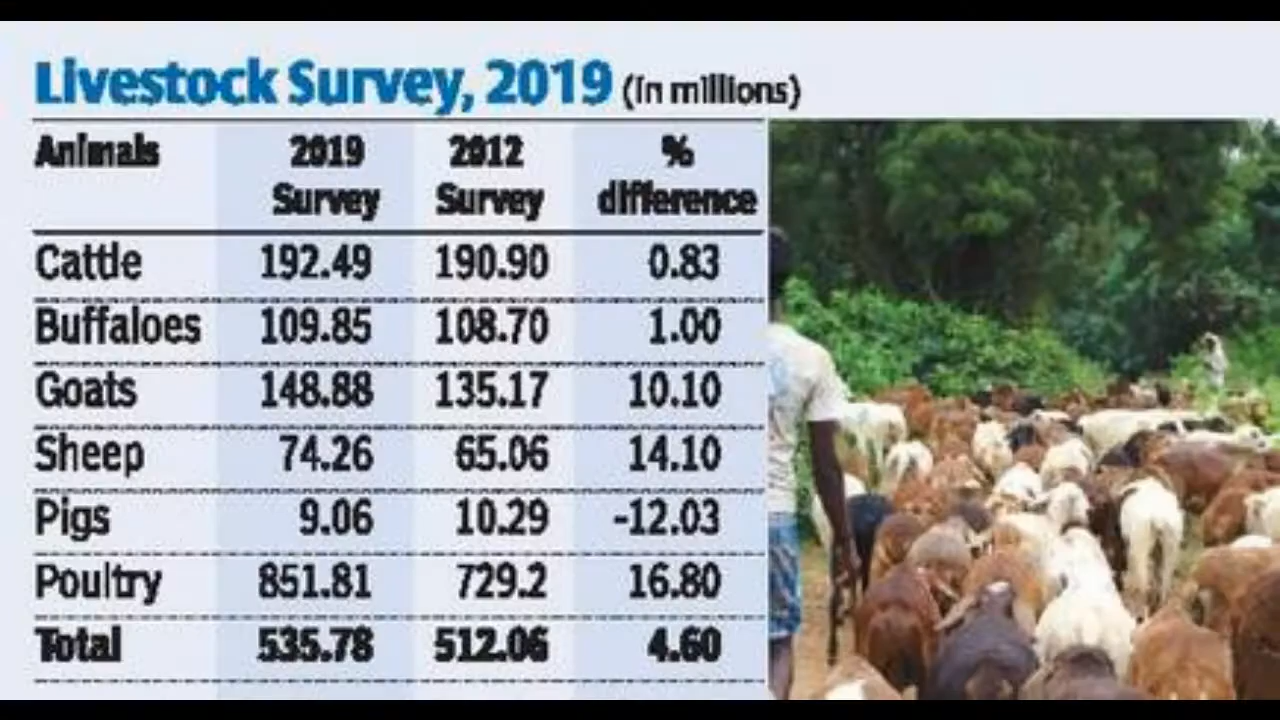 Livestock Survey, 2019 (in millions)
Animals 2019 Survey 2012 Survey % difference
Cattle 192.49 190.90 0.83
Buffaloes 109.85 108.70 1.00
Goats 148.88 135.17 10.10
Sheep 74.26 65.06 14.10
Pigs 9.06 10.29 -12.03
Poultry 851.81 729.2 16.80
Total 535.78 512.06 4.60